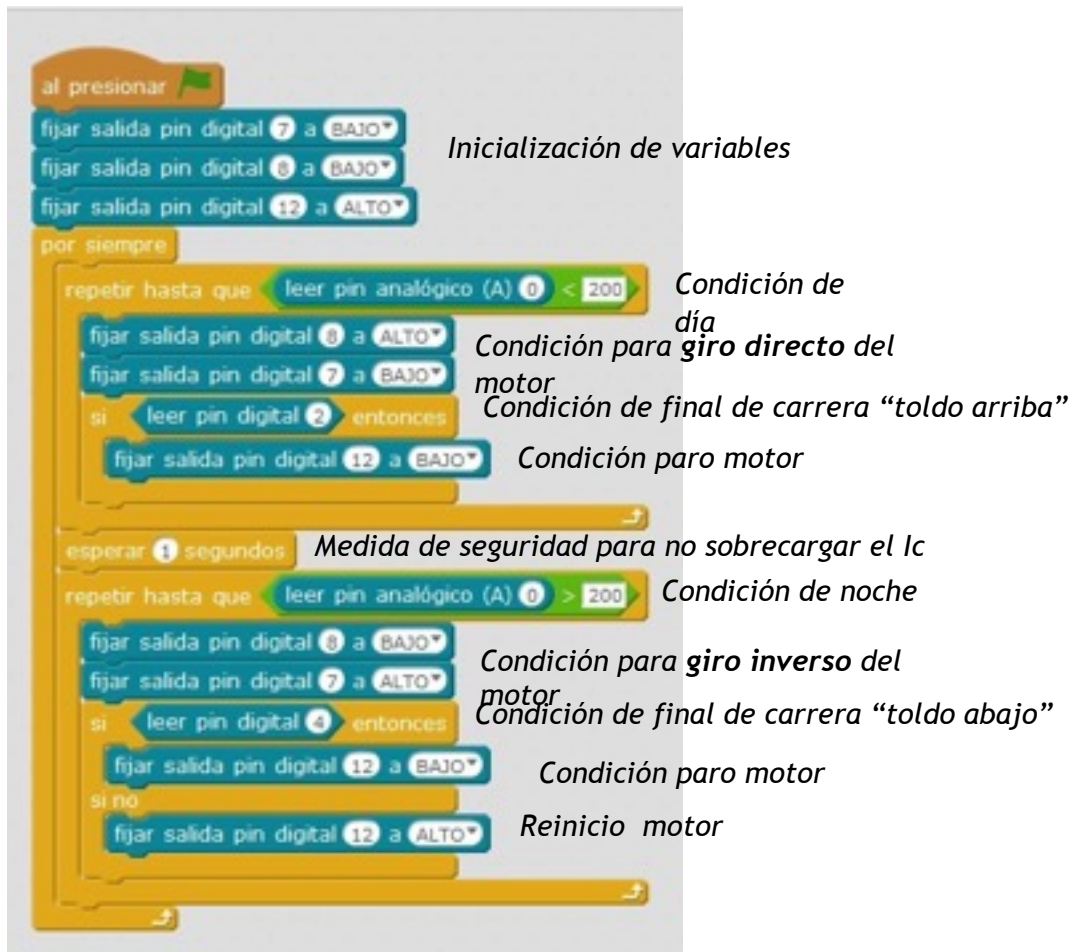 al presionar
fijar salida pin digital 7 a BAJO
Inicialización de variables
fijar salida pin digital 8 a BAJO
fijar salida pin digital 12 a ALTO
por siempre
repetir hasta que leer pin analógico (A) 0 < 200
Condición de
día
fijar salida pin digital 8 a ALTO
Condición para giro directo del
motor
fijar salida pin digital 7 a BAJO
si leer pin digital 2 entonces
Condición de final de carrera “toldo arriba”
fijar salida pin digital 12 a BAJO
Condición paro motor
esperar 1 segundos
Medida de seguridad para no sobrecargar el Ic
repetir hasta que leer pin analógico (A) 0 > 200
Condición de noche
fijar salida pin digital 8 a BAJO
Condición para giro inverso del
motor
fijar salida pin digital 7 a ALTO
si leer pin digital 4 entonces
Condición de final de carrera “toldo abajo”
fijar salida pin digital 12 a BAJO
Condición paro motor
si no
fijar salida pin digital 12 a ALTO
Reinicio motor